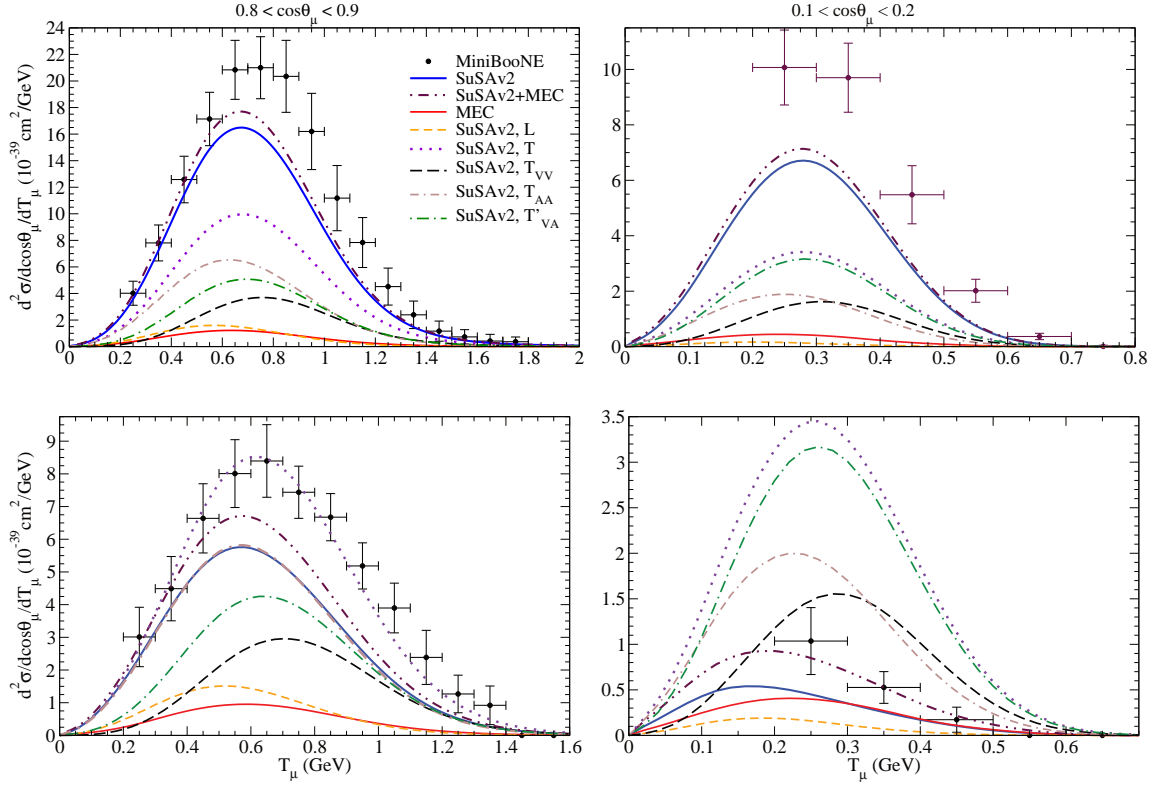 0.8 < cosθμ < 0.9
0.1 < cosθμ < 0.2
d²σ/dcosθμ/dTμ (10⁻³⁹ cm²/GeV)
24
22
20
18
16
14
12
10
8
6
4
2
0
0 0.2 0.4 0.6 0.8 1 1.2 1.4 1.6 1.8 2
MiniBooNE
SuSAv2
SuSAv2+MEC
MEC
SuSAv2, L
SuSAv2, T
SuSAv2, T_VV
SuSAv2, T_AA
SuSAv2, T'_VA
10
8
6
4
2
0
0 0.1 0.2 0.3 0.4 0.5 0.6 0.7 0.8
d²σ/dcosθμ/dTμ (10⁻³⁹ cm²/GeV)
9
8
7
6
5
4
3
2
1
0
0 0.2 0.4 0.6 0.8 1 1.2 1.4 1.6
Tμ (GeV)
3.5
3
2.5
2
1.5
1
0.5
0
0 0.1 0.2 0.3 0.4 0.5 0.6
Tμ (GeV)